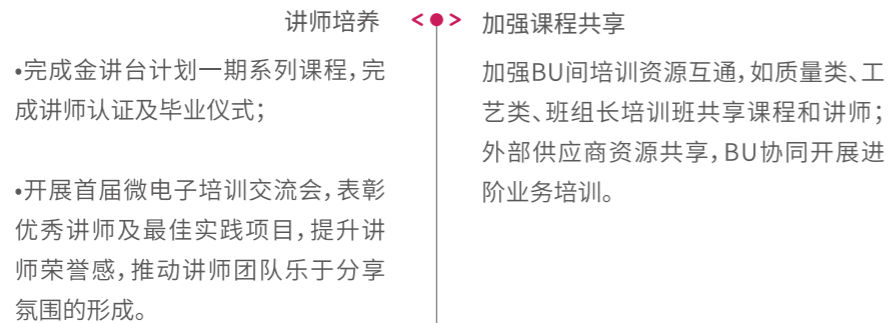 讲师培养
•完成金讲台计划一期系列课程,完
成讲师认证及毕业仪式;
•开展首届微电子培训交流会,表彰
优秀讲师及最佳实践项目,提升讲
师荣誉感,推动讲师团队乐于分享
氛围的形成。
加强课程共享
加强BU间培训资源互通,如质量类、工
艺类、班组长培训班共享课程和讲师;
外部供应商资源共享,BU协同开展进
阶业务培训。